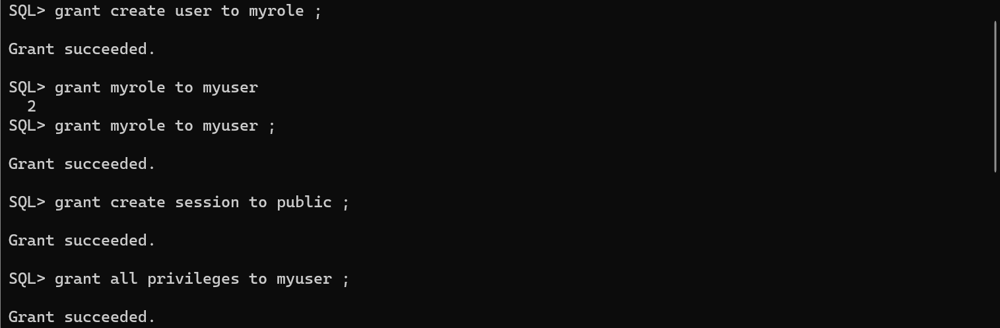 SQL> grant create user to myrole ;
Grant succeeded.
SQL> grant myrole to myuser
2
SQL> grant myrole to myuser ;
Grant succeeded.
SQL> grant create session to public ;
Grant succeeded.
SQL> grant all privileges to myuser ;
Grant succeeded.